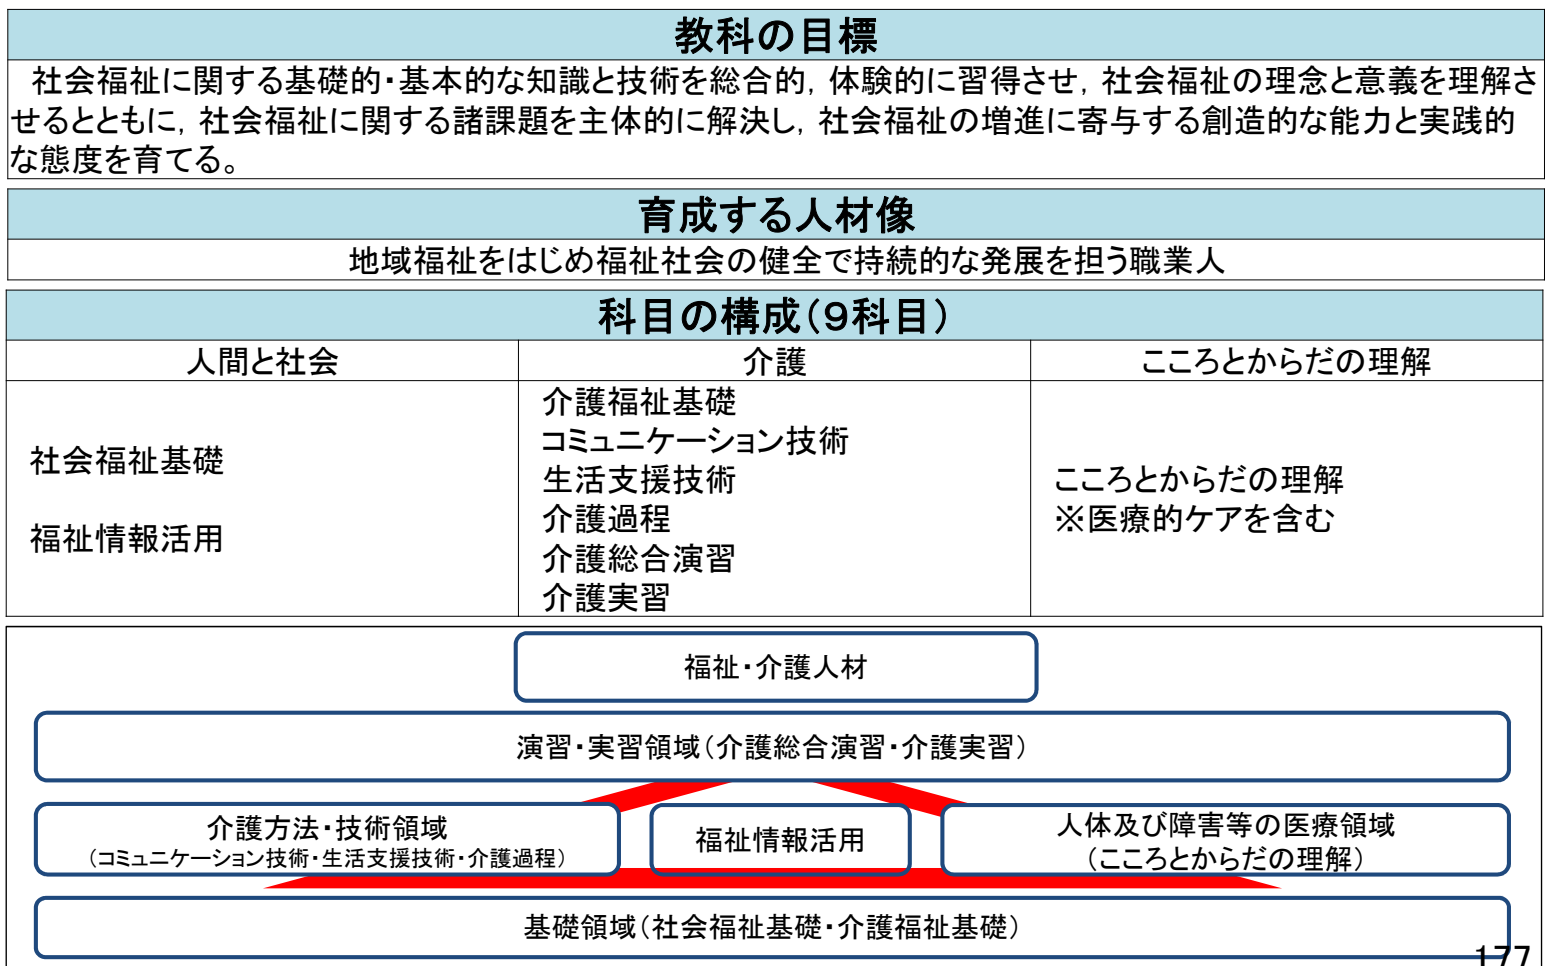 教科の目標
社会福祉に関する基礎的・基本的な知識と技術を総合的，体験的に習得させ，社会福祉の理念と意義を理解さ
せるとともに，社会福祉に関する諸課題を主体的に解決し，社会福祉の増進に寄与する創造的な能力と実践的
な態度を育てる。
育成する人材像
地域福祉をはじめ福祉社会の健全で持続的な発展を担う職業人
科目の構成（９科目）
人間と社会
介護
こころとからだの理解
社会福祉基礎
福祉情報活用
介護福祉基礎
コミュニケーション技術
生活支援技術
介護過程
介護総合演習
介護実習
こころとからだの理解
※医療的ケアを含む
福祉・介護人材
演習・実習領域（介護総合演習・介護実習）
介護方法・技術領域
（コミュニケーション技術・生活支援技術・介護過程）
福祉情報活用
人体及び障害等の医療領域
（こころとからだの理解）
基礎領域（社会福祉基礎・介護福祉基礎）
177